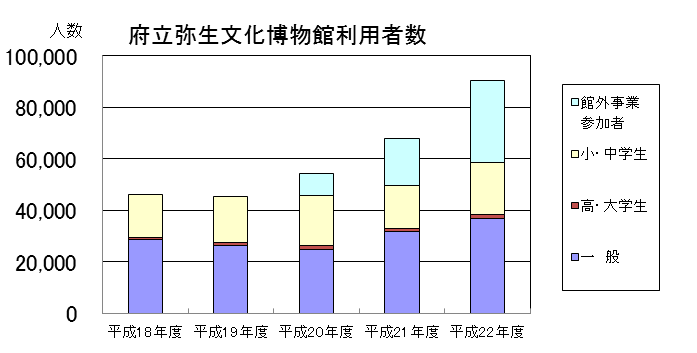 人数
府立弥生文化博物館利用者数
100,000
80,000
60,000
40,000
20,000
0
平成18年度 平成19年度 平成20年度 平成21年度 平成22年度
館外事業
参加者
小・中学生
高・大学生
一 般